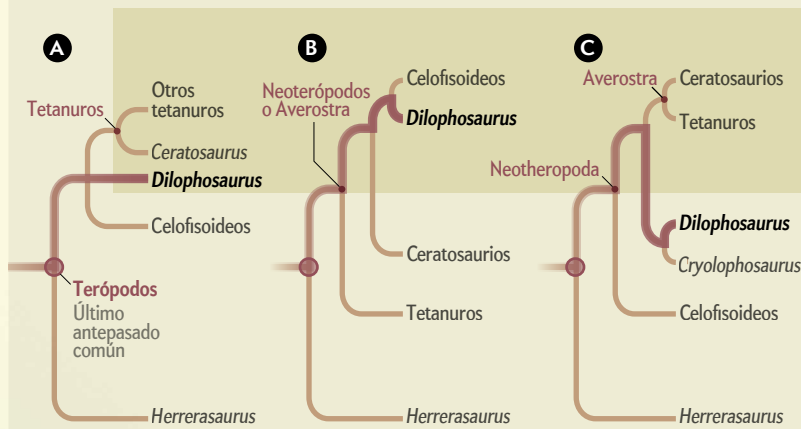 A
Otros
tetanuros
Tetanuros
Ceratosaurus
Dilophosaurus
Celofisoideos
Terópodos
Último
antepasado
común
Herrerasaurus
B
Celofisoideos
Neoterópodos
o Averostra
Dilophosaurus
Ceratosaurios
Tetanuros
Herrerasaurus
C
Averostra
Ceratosaurios
Tetanuros
Neotheropoda
Dilophosaurus
Cryolophosaurus
Celofisoideos
Herrerasaurus